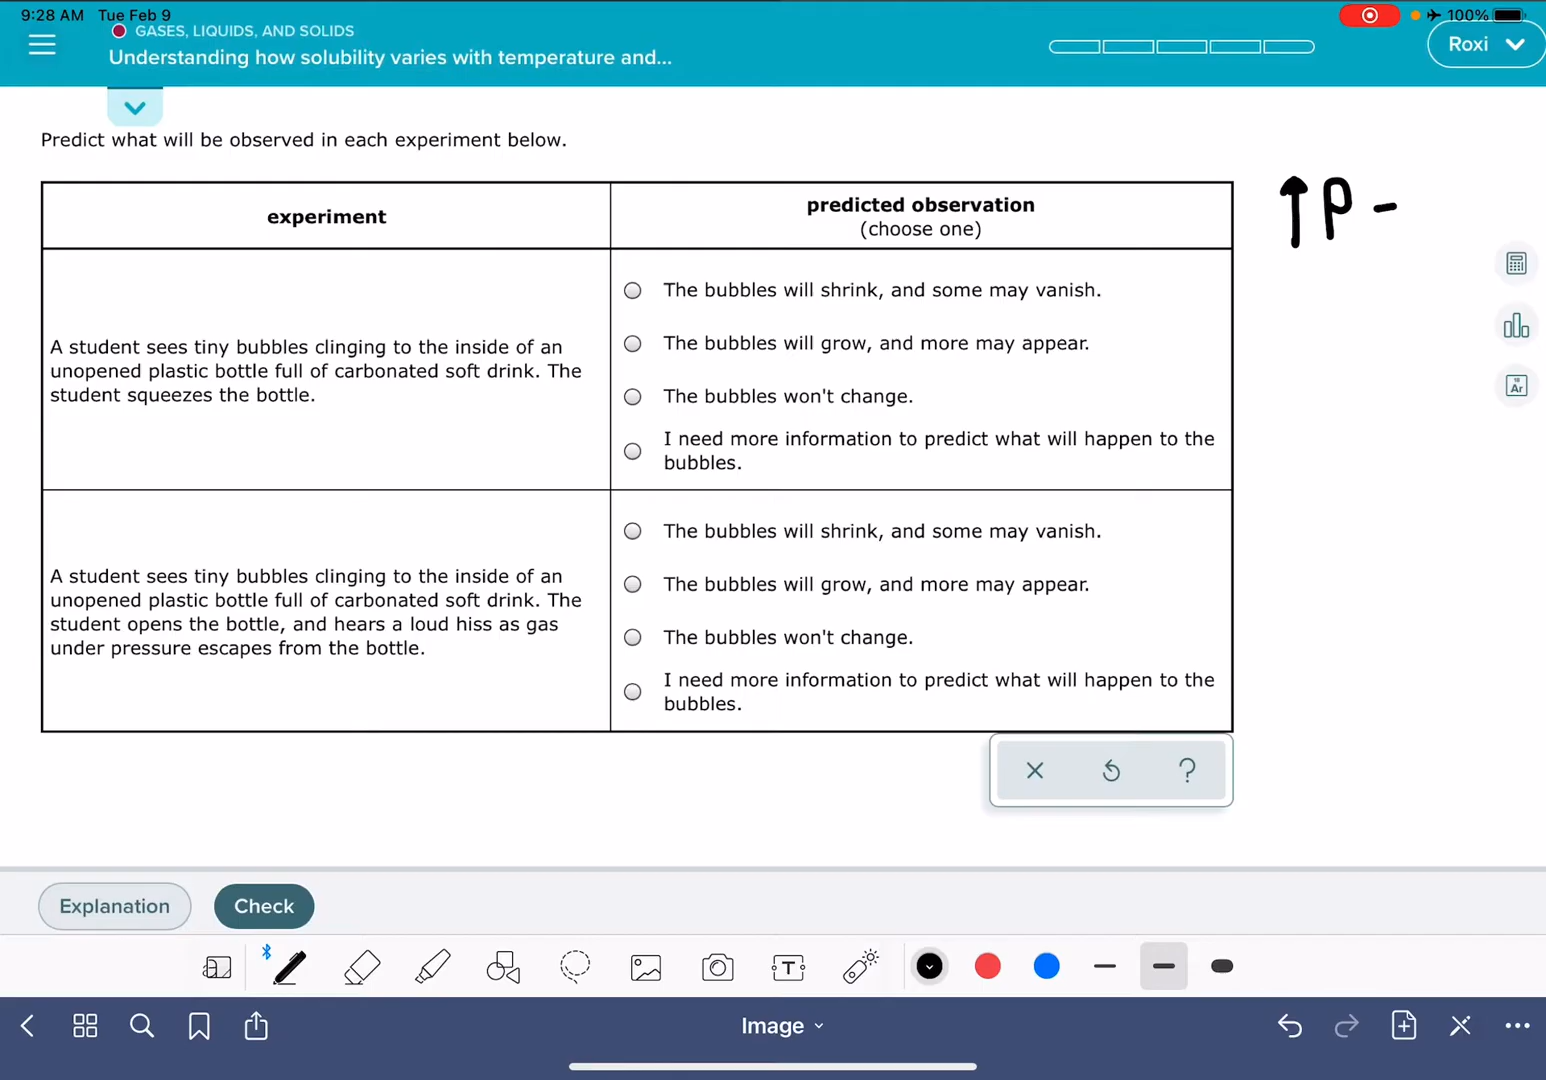 9:28 AM Tue Feb 9
100%
GASES, LIQUIDS, AND SOLIDS
Understanding how solubility varies with temperature and...
Roxi
Predict what will be observed in each experiment below.
experiment
predicted observation
(choose one)
↑ P -
A student sees tiny bubbles clinging to the inside of an
unopened plastic bottle full of carbonated soft drink. The
student squeezes the bottle.
The bubbles will shrink, and some may vanish.
The bubbles will grow, and more may appear.
The bubbles won't change.
I need more information to predict what will happen to the
bubbles.
A student sees tiny bubbles clinging to the inside of an
unopened plastic bottle full of carbonated soft drink. The
student opens the bottle, and hears a loud hiss as gas
under pressure escapes from the bottle.
The bubbles will shrink, and some may vanish.
The bubbles will grow, and more may appear.
The bubbles won't change.
I need more information to predict what will happen to the
bubbles.
18
Ar
?
Explanation
Check
a
T
Image